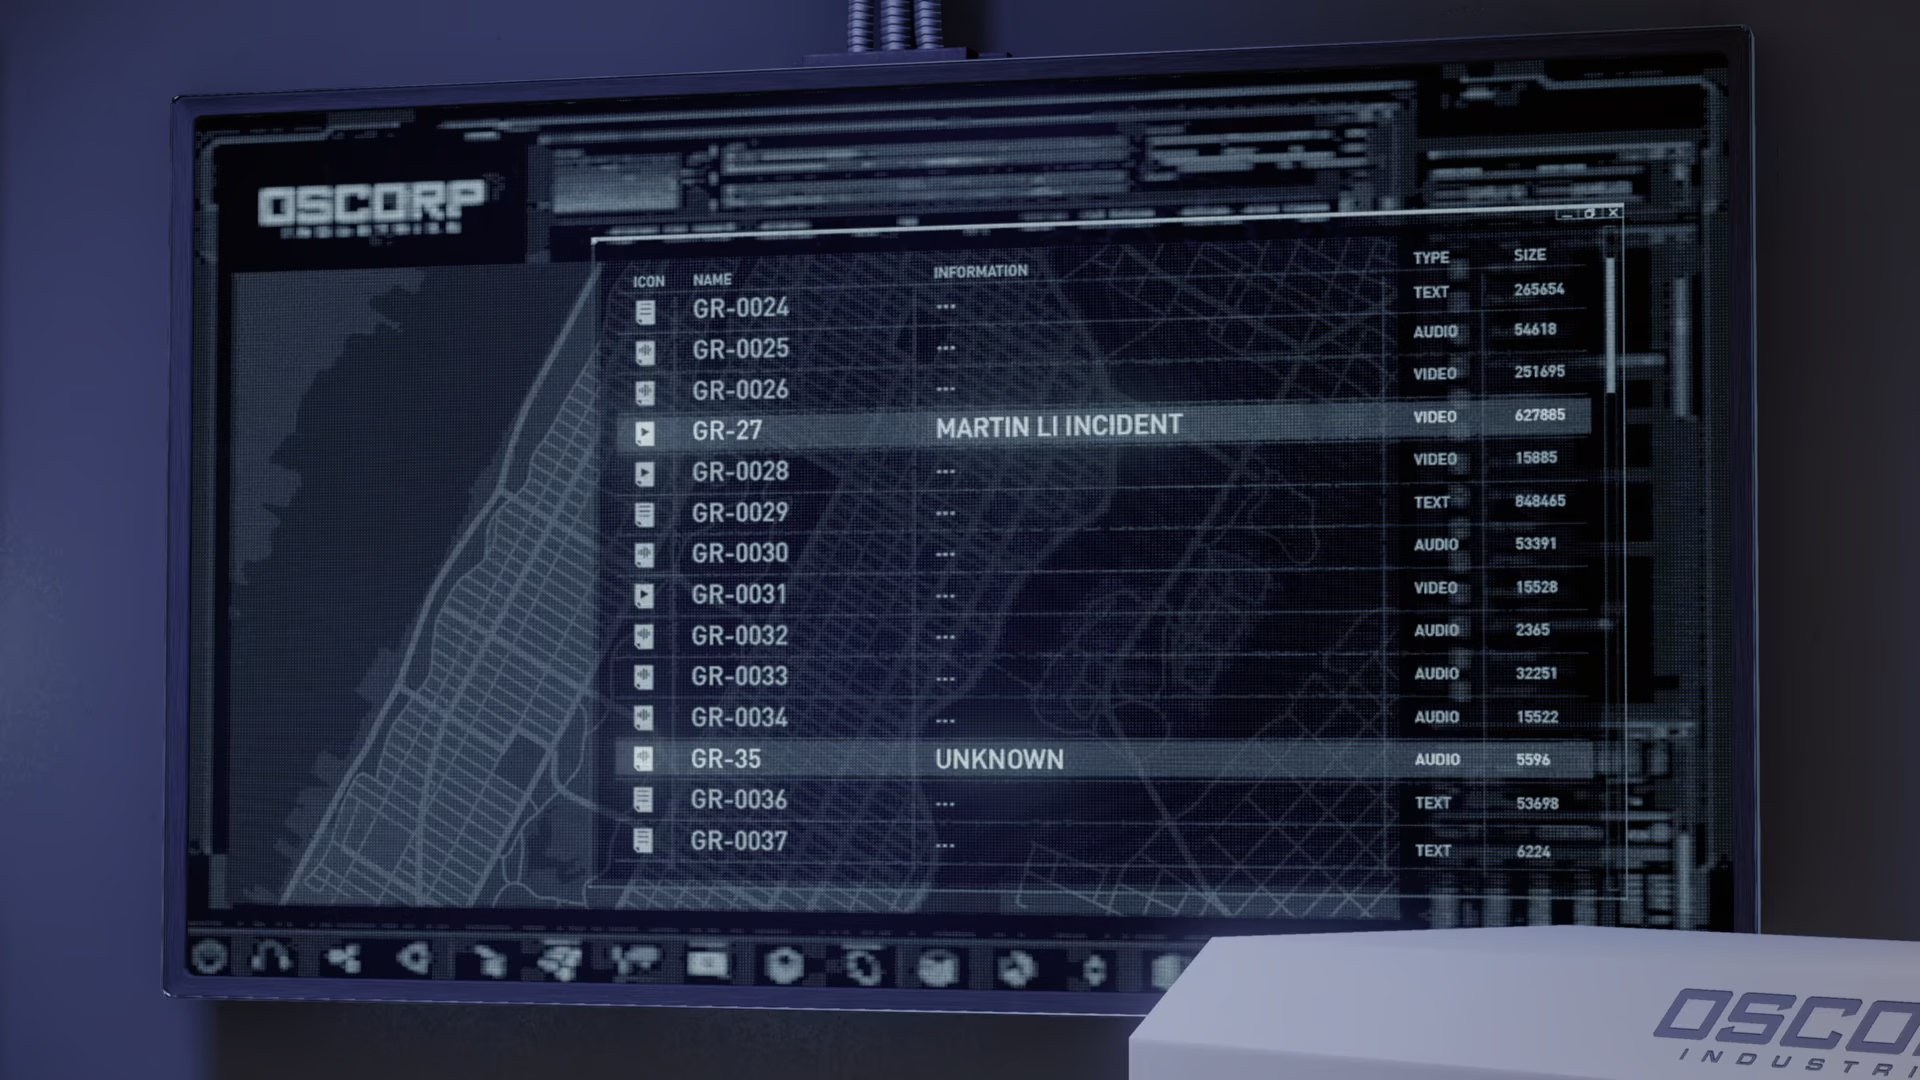 OSCORP
INDUSTRIES
ICON NAME INFORMATION TYPE SIZE
GR-0024 --- TEXT 265654
GR-0025 --- AUDIO 54618
GR-0026 --- VIDEO 251695
GR-27 MARTIN LI INCIDENT VIDEO 627885
GR-0028 --- VIDEO 15885
GR-0029 --- TEXT 848465
GR-0030 --- AUDIO 53391
GR-0031 --- VIDEO 15528
GR-0032 --- AUDIO 2365
GR-0033 --- AUDIO 32251
GR-0034 --- AUDIO 15522
GR-35 UNKNOWN AUDIO 5596
GR-0036 --- TEXT 53698
GR-0037 --- TEXT 6224
OSCO
INDUSTRI